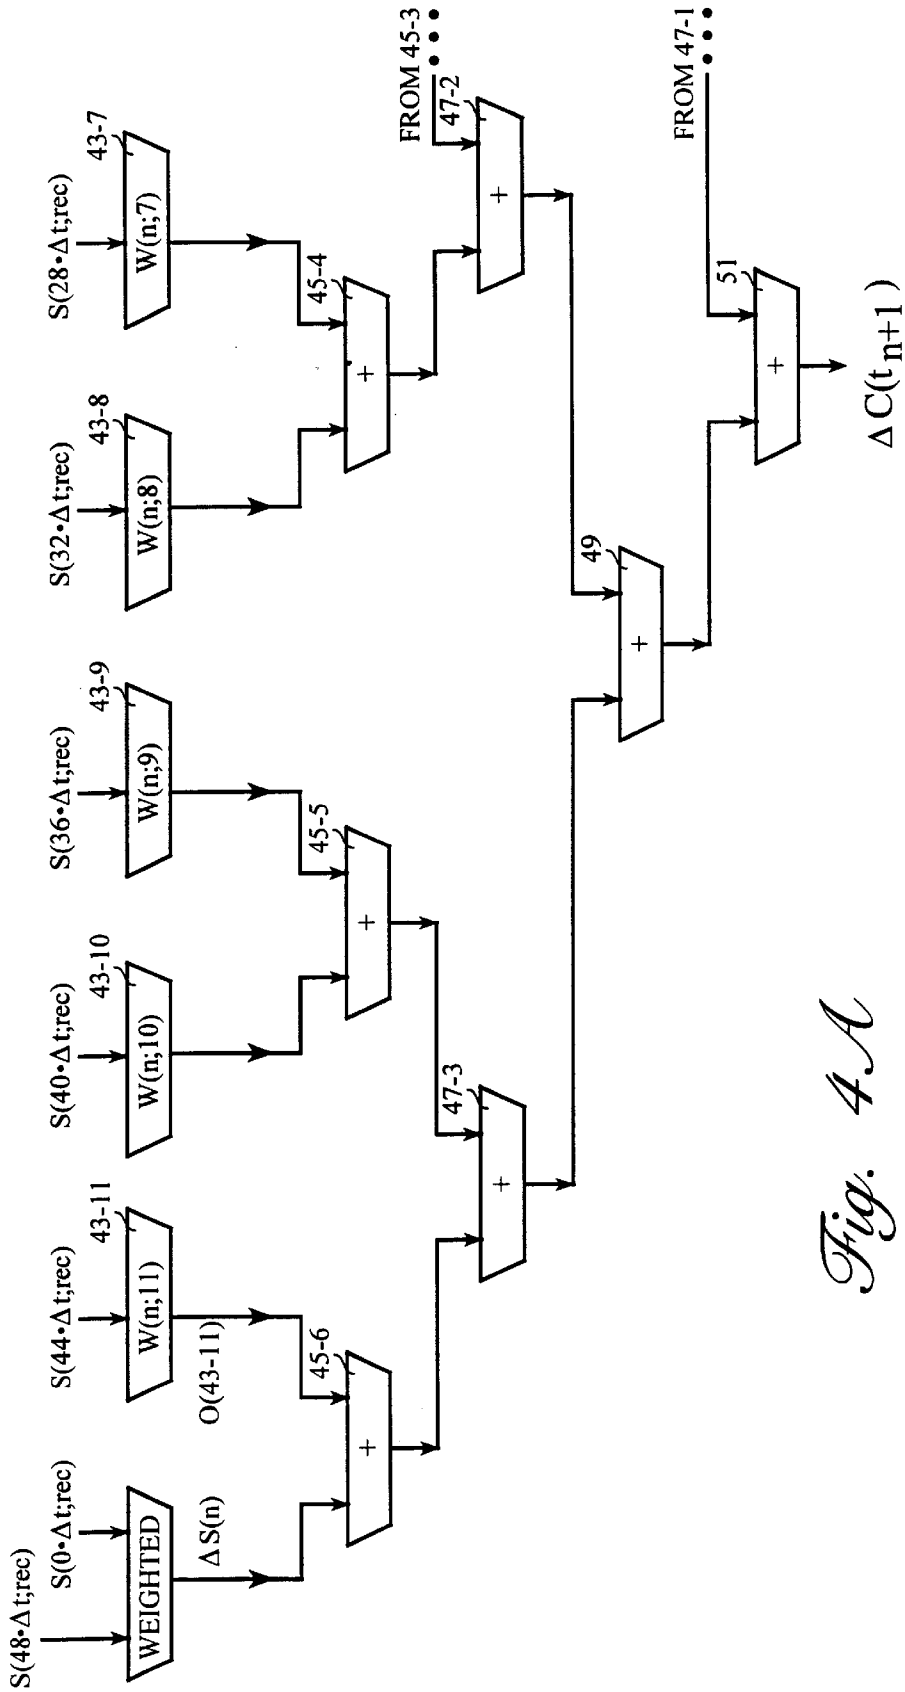 S(48•Δt;rec)
S(0•Δt;rec)
S(44•Δt;rec)
S(40•Δt;rec)
S(36•Δt;rec)
S(32•Δt;rec)
S(28•Δt;rec)
WEIGHTED
W(n;11)
43-11
W(n;10)
43-10
W(n;9)
43-9
W(n;8)
43-8
W(n;7)
43-7
ΔS(n)
O(43-11)
+
45-6
+
45-5
+
45-4
FROM 45-3 •••
+
47-3
+
47-2
+
49
FROM 47-1 •••
+
51
ΔC(tn+1)
Fig. 4A